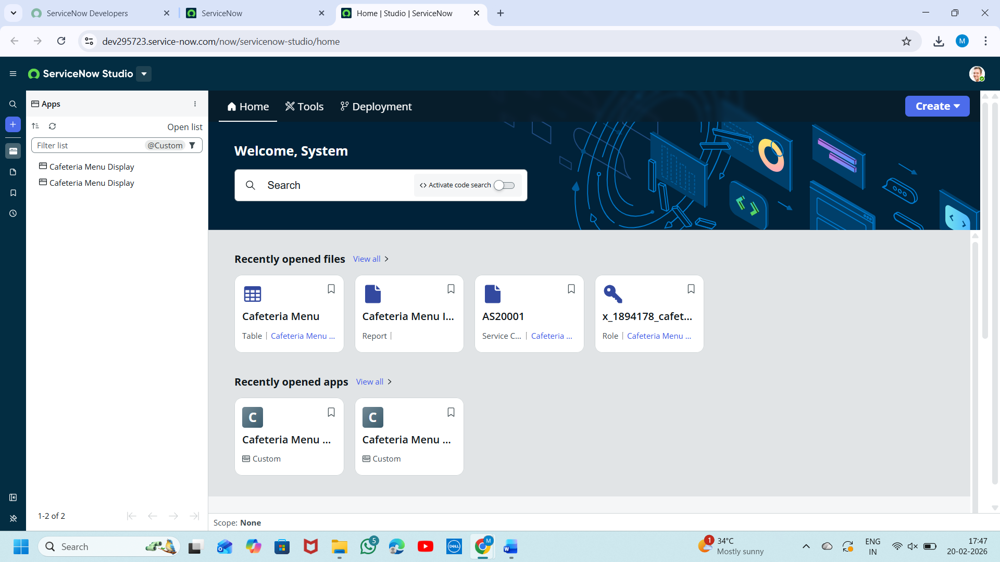 ServiceNow Developers
ServiceNow
Home | Studio | ServiceNow
dev295723.service-now.com/now/servicenow-studio/home
M
ServiceNow Studio
Apps
Open list
Filter list @Custom
Cafeteria Menu Display
Cafeteria Menu Display
1-2 of 2
Home
Tools
Deployment
Create
Welcome, System
Search
<> Activate code search
Recently opened files View all >
Cafeteria Menu
Table | Cafeteria Menu ...
Cafeteria Menu I...
Report |
AS20001
Service C... | Cafeteria ...
x_1894178_cafet...
Role | Cafeteria Menu ...
Recently opened apps View all >
C
Cafeteria Menu ...
Custom
C
Cafeteria Menu ...
Custom
Scope: None
Search
5
DELL
M
W
1
34°C
Mostly sunny
ENG
IN
17:47
20-02-2026